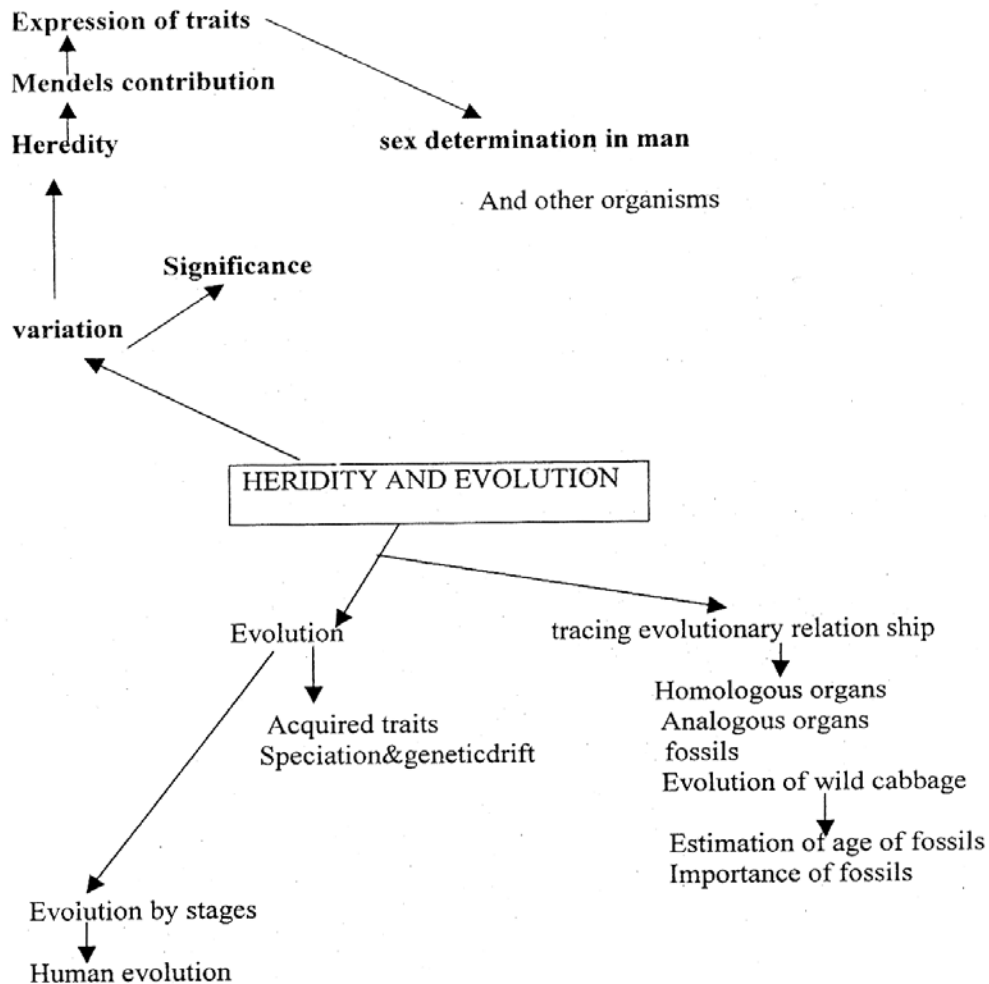 Expression of traits
Mendels contribution
Heredity
sex determination in man
And other organisms
Significance
variation
HERIDITY AND EVOLUTION
Evolution
tracing evolutionary relation ship
Acquired traits
Speciation&geneticdrift
Homologous organs
Analogous organs
fossils
Evolution of wild cabbage
Estimation of age of fossils
Importance of fossils
Evolution by stages
Human evolution